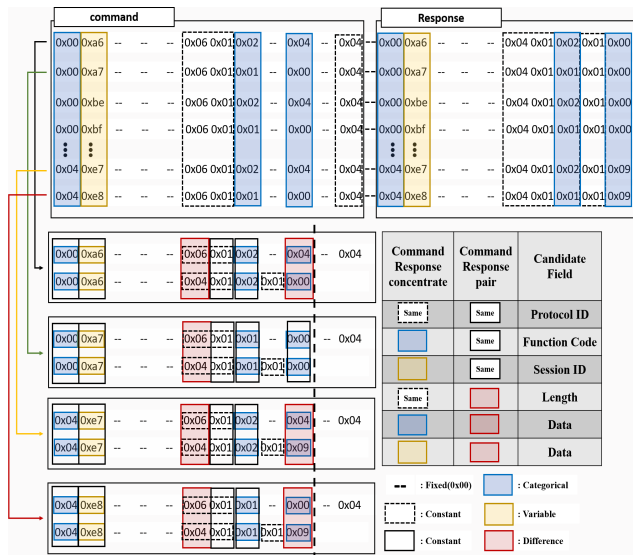 command Response
0x00 0xa6 -- -- -- 0x06 0x01 0x02 -- 0x04 -- 0x04 -- 0x00 0xa6 -- -- -- 0x04 0x01 0x02 0x01 0x00
0x00 0xa7 -- -- -- 0x06 0x01 0x01 -- 0x00 -- 0x04 -- 0x00 0xa7 -- -- -- 0x04 0x01 0x01 0x01 0x00
0x00 0xbe -- -- -- 0x06 0x01 0x02 -- 0x04 -- 0x04 -- 0x00 0xbe -- -- -- 0x04 0x01 0x02 0x01 0x00
0x00 0xbf -- -- -- 0x06 0x01 0x01 -- 0x00 -- 0x04 -- 0x00 0xbf -- -- -- 0x04 0x01 0x01 0x01 0x00
0x04 0xe7 -- -- -- 0x06 0x01 0x02 -- 0x04 -- 0x04 -- 0x04 0xe7 -- -- -- 0x04 0x01 0x02 0x01 0x09
0x04 0xe8 -- -- -- 0x06 0x01 0x01 -- 0x00 -- 0x04 -- 0x04 0xe8 -- -- -- 0x04 0x01 0x01 0x01 0x09
0x00 0xa6 -- -- -- 0x06 0x01 0x02 -- 0x04 -- 0x04
0x00 0xa6 -- -- -- 0x04 0x01 0x02 0x01 0x00
0x00 0xa7 -- -- -- 0x06 0x01 0x01 -- 0x00 -- 0x04
0x00 0xa7 -- -- -- 0x04 0x01 0x01 0x01 0x00
0x04 0xe7 -- -- -- 0x06 0x01 0x02 -- 0x04 -- 0x04
0x04 0xe7 -- -- -- 0x04 0x01 0x02 0x01 0x09
0x04 0xe8 -- -- -- 0x06 0x01 0x01 -- 0x00 -- 0x04
0x04 0xe8 -- -- -- 0x04 0x01 0x01 0x01 0x09
Command Response concentrate
Command Response pair
Candidate Field
Same Same Protocol ID
Same Function Code
Same Session ID
Same Length
Data
Data
-- : Fixed(0x00) : Categorical
: Constant : Variable
: Constant : Difference